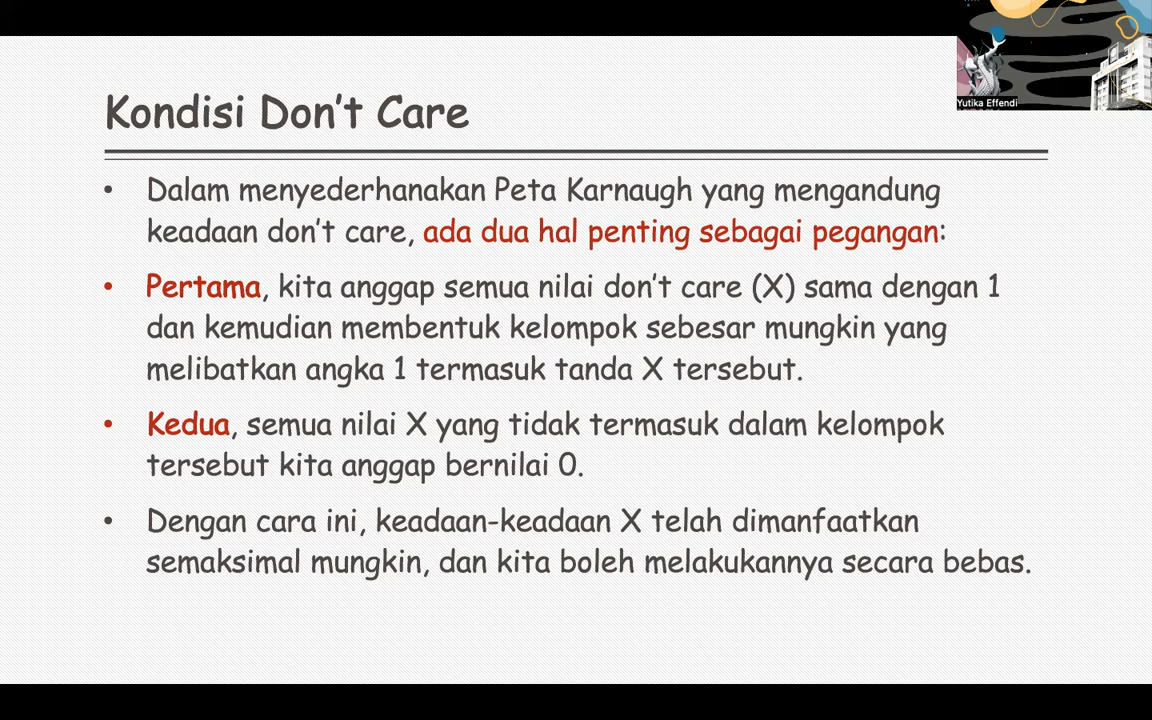 Yutika Effendi
Kondisi Don't Care
• Dalam menyederhanakan Peta Karnaugh yang mengandung
keadaan don't care, ada dua hal penting sebagai pegangan:
• Pertama, kita anggap semua nilai don't care (X) sama dengan 1
dan kemudian membentuk kelompok sebesar mungkin yang
melibatkan angka 1 termasuk tanda X tersebut.
• Kedua, semua nilai X yang tidak termasuk dalam kelompok
tersebut kita anggap bernilai 0.
• Dengan cara ini, keadaan-keadaan X telah dimanfaatkan
semaksimal mungkin, dan kita boleh melakukannya secara bebas.